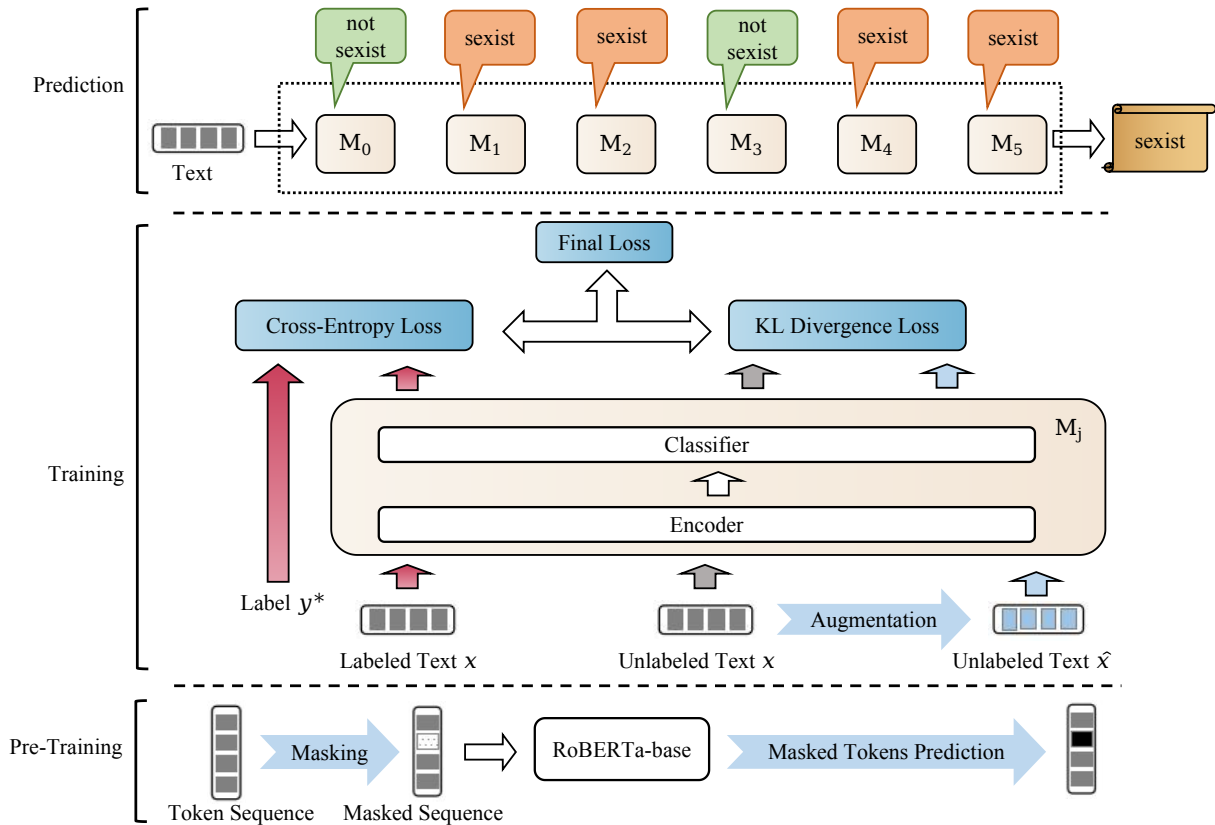 not
sexist
sexist
sexist
not
sexist
sexist
sexist
Prediction
M0
M1
M2
M3
M4
M5
sexist
Text
Final Loss
Cross-Entropy Loss
KL Divergence Loss
Mj
Classifier
Training
Encoder
Label y*
Augmentation
Labeled Text x
Unlabeled Text x
Unlabeled Text x̂
Pre-Training
Masking
RoBERTa-base
Masked Tokens Prediction
Token Sequence
Masked Sequence